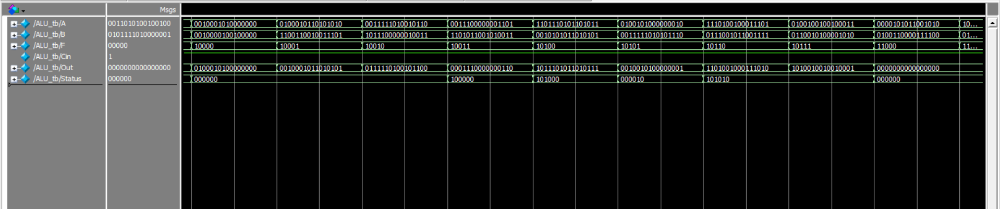 Msgs
/ALU_tb/A 0011010100100100 0010001010000000 0100010110101010 0011111010010110 0011100000001101 1101110101101011 0100101000000010 1110100100011101 0100100100100011 0000101011001010 10...
/ALU_tb/B 0101111010000001 0010000100100000 1100110010011101 1011100000010011 1101011001010011 0010101011010101 0011111010101110 0111001011001111 0110010100001010 0100110000111100 01...
/ALU_tb/F 00000 10000 10001 10010 10011 10100 10101 10110 10111 11000 11...
/ALU_tb/Cin 1
/ALU_tb/Out 0000000000000000 0100010100000000 0010001011010101 0111110100101100 0001110000000110 1011101011010111 0010010100000001 1101001000111010 1010010010010001 0000000000000000
/ALU_tb/Status 000000 000000 100000 101000 000010 101010 000000